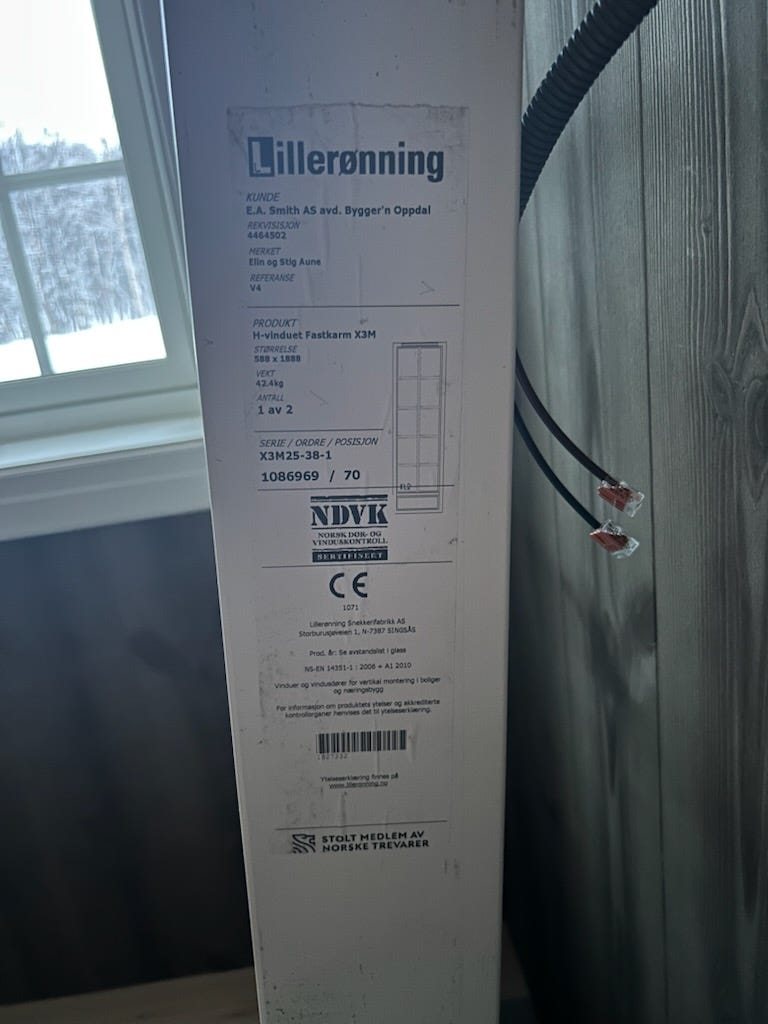 Lillerønning
KUNDE
E.A. Smith AS avd. Bygger'n Oppdal
REKVISISJON
4464502
MERKET
Elin og Stig Aune
REFERANSE
V4
PRODUKT
H-vinduet Fastkarm X3M
STØRRELSE
588 x 1888
VEKT
42.4kg
ANTALL
1 av 2
SERIE / ORDRE / POSISJON
X3M25-38-1
1086969 / 70
NDVK
NORSK DØR- OG
VINDUSKONTROLL
SERTIFISERT
CE
1071
Lillerønning Snekkerifabrikk AS
Storburusjøveien 1, N-7387 SINGSÅS
Prod. år: Se avstandslist i glass
NS-EN 14351-1 : 2006 + A1 2010
Vinduer og vindusdører for vertikal montering i boliger
og næringsbygg
For informasjon om produktets ytelser og akkrediterte
kontrollorganer henvises det til ytelseserklæring.
Ytelseserklæring finnes på
www.lilleronning.no
STOLT MEDLEM AV
NORSKE TREVARER